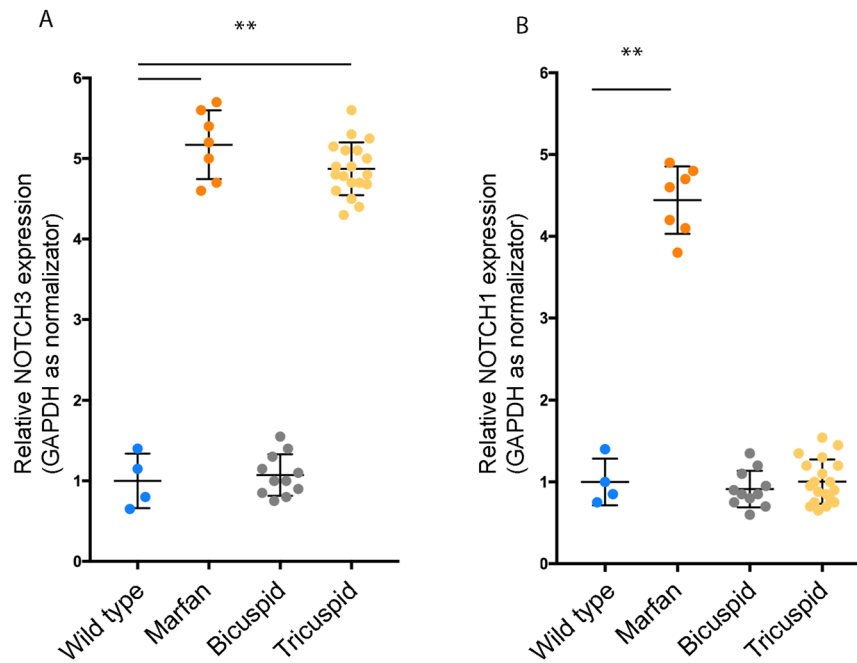 A
**
Relative NOTCH3 expression
(GAPDH as normalizator)
6
5
4
3
2
1
0
Wild type
Marfan
Bicuspid
Tricuspid
B
**
Relative NOTCH1 expression
(GAPDH as normalizator)
6
5
4
3
2
1
0
Wild type
Marfan
Bicuspid
Tricuspid